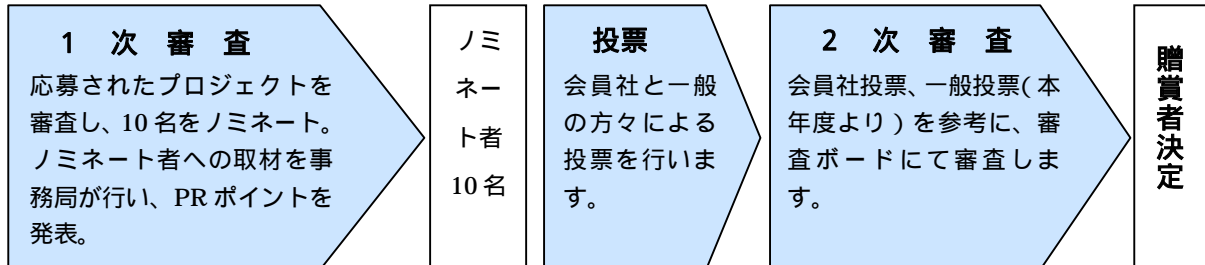 1 次 審 査
応募されたプロジェクトを
審査し、10 名をノミネート。
ノミネート者への取材を事
務局が行い、PR ポイントを
発表。
ノミ
ネー
ト者
10 名
投票
会員社と一般
の方々による
投票を行いま
す。
2 次 審 査
会員社投票、一般投票(本
年度より)を参考に、審
査ボードにて審査しま
す。
贈賞者決定